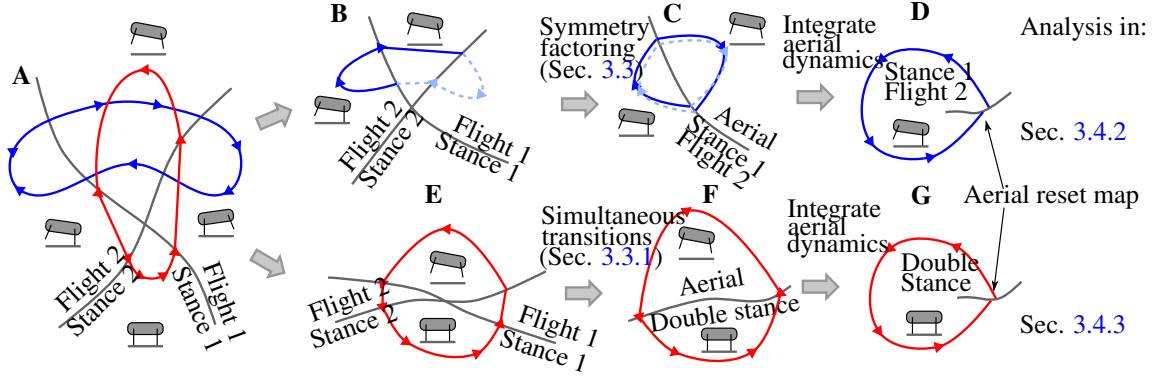 A
Flight 2
Stance 2
Flight 1
Stance 1
B
Flight 2
Stance 2
Flight 1
Stance 1
Symmetry
factoring
(Sec. 3.3)
C
Aerial
Stance 1
Flight 2
Integrate
aerial
dynamics
D
Stance 1
Flight 2
Analysis in:
Sec. 3.4.2
Aerial reset map
E
Flight 2
Stance 2
Flight 1
Stance 1
Simultaneous
transitions
(Sec. 3.3.1)
F
Aerial
Double stance
Integrate
aerial
dynamics
G
Double
Stance
Sec. 3.4.3